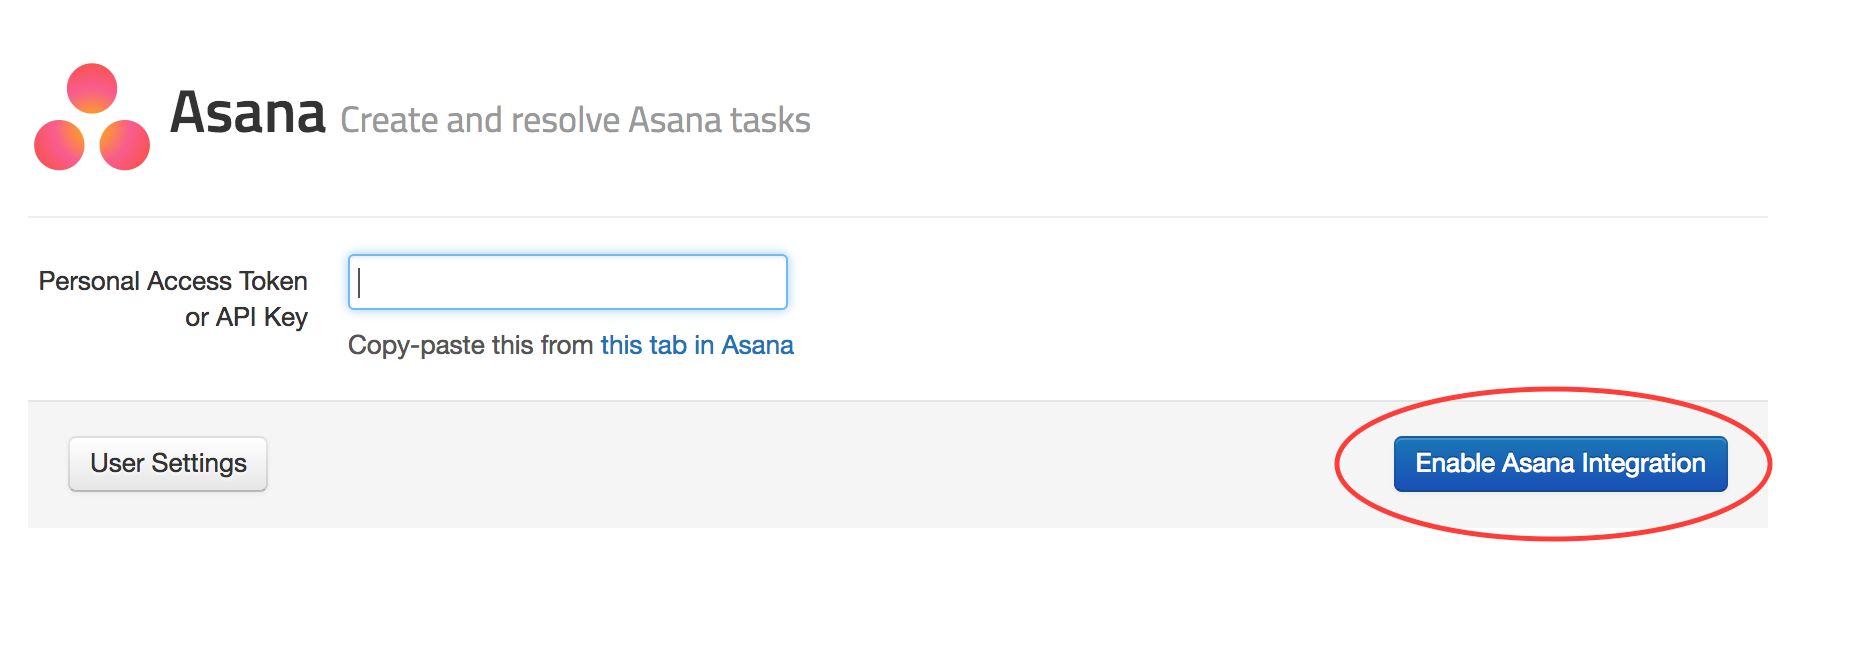 Asana Create and resolve Asana tasks
Personal Access Token
or API Key
Copy-paste this from this tab in Asana
User Settings
Enable Asana Integration